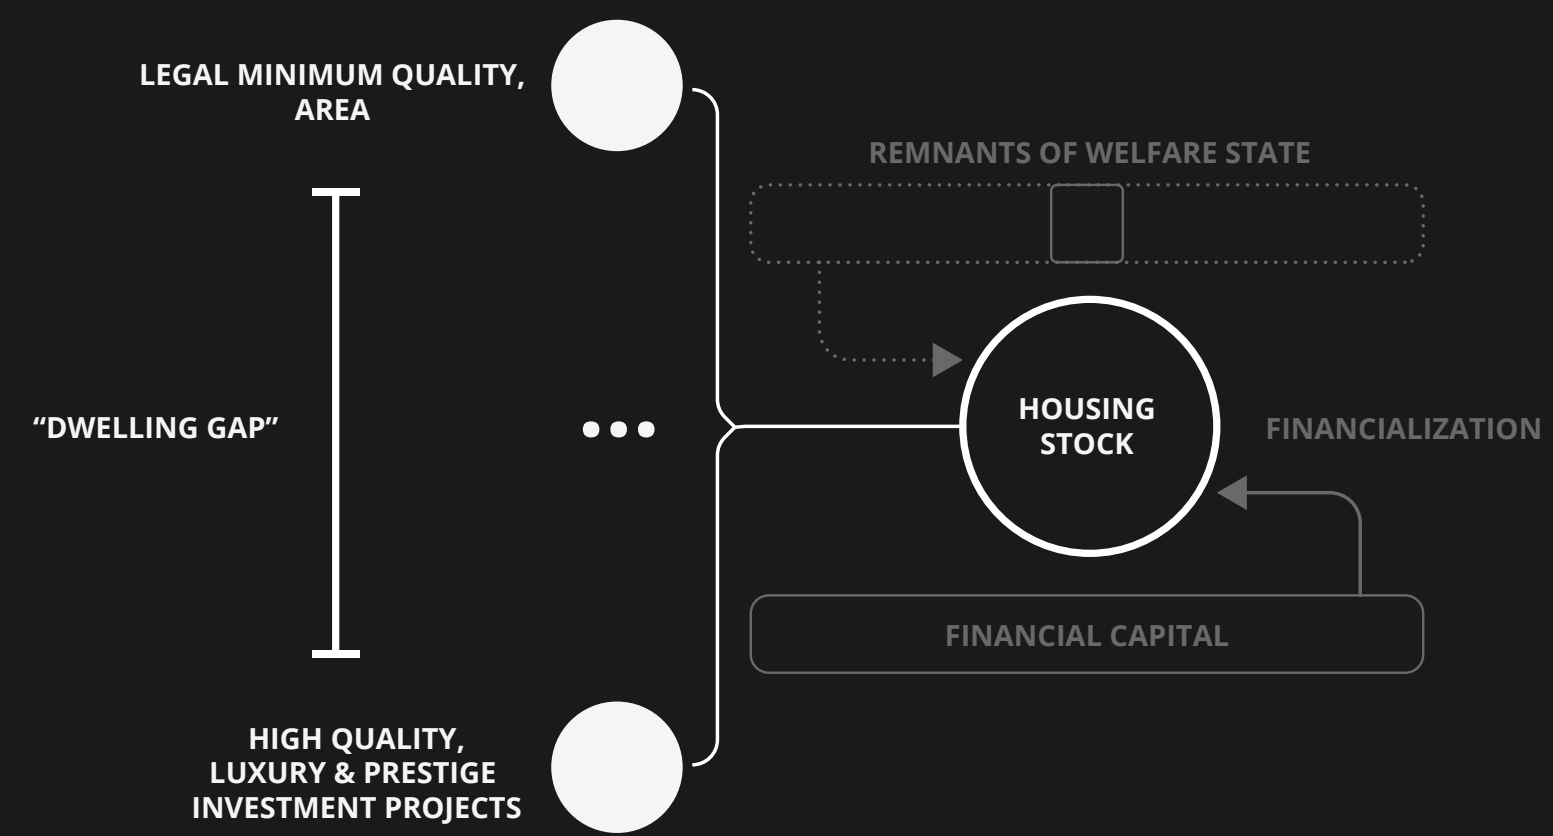 LEGAL MINIMUM QUALITY,
AREA
REMNANTS OF WELFARE STATE
“DWELLING GAP”
HOUSING
STOCK
FINANCIALIZATION
FINANCIAL CAPITAL
HIGH QUALITY,
LUXURY & PRESTIGE
INVESTMENT PROJECTS